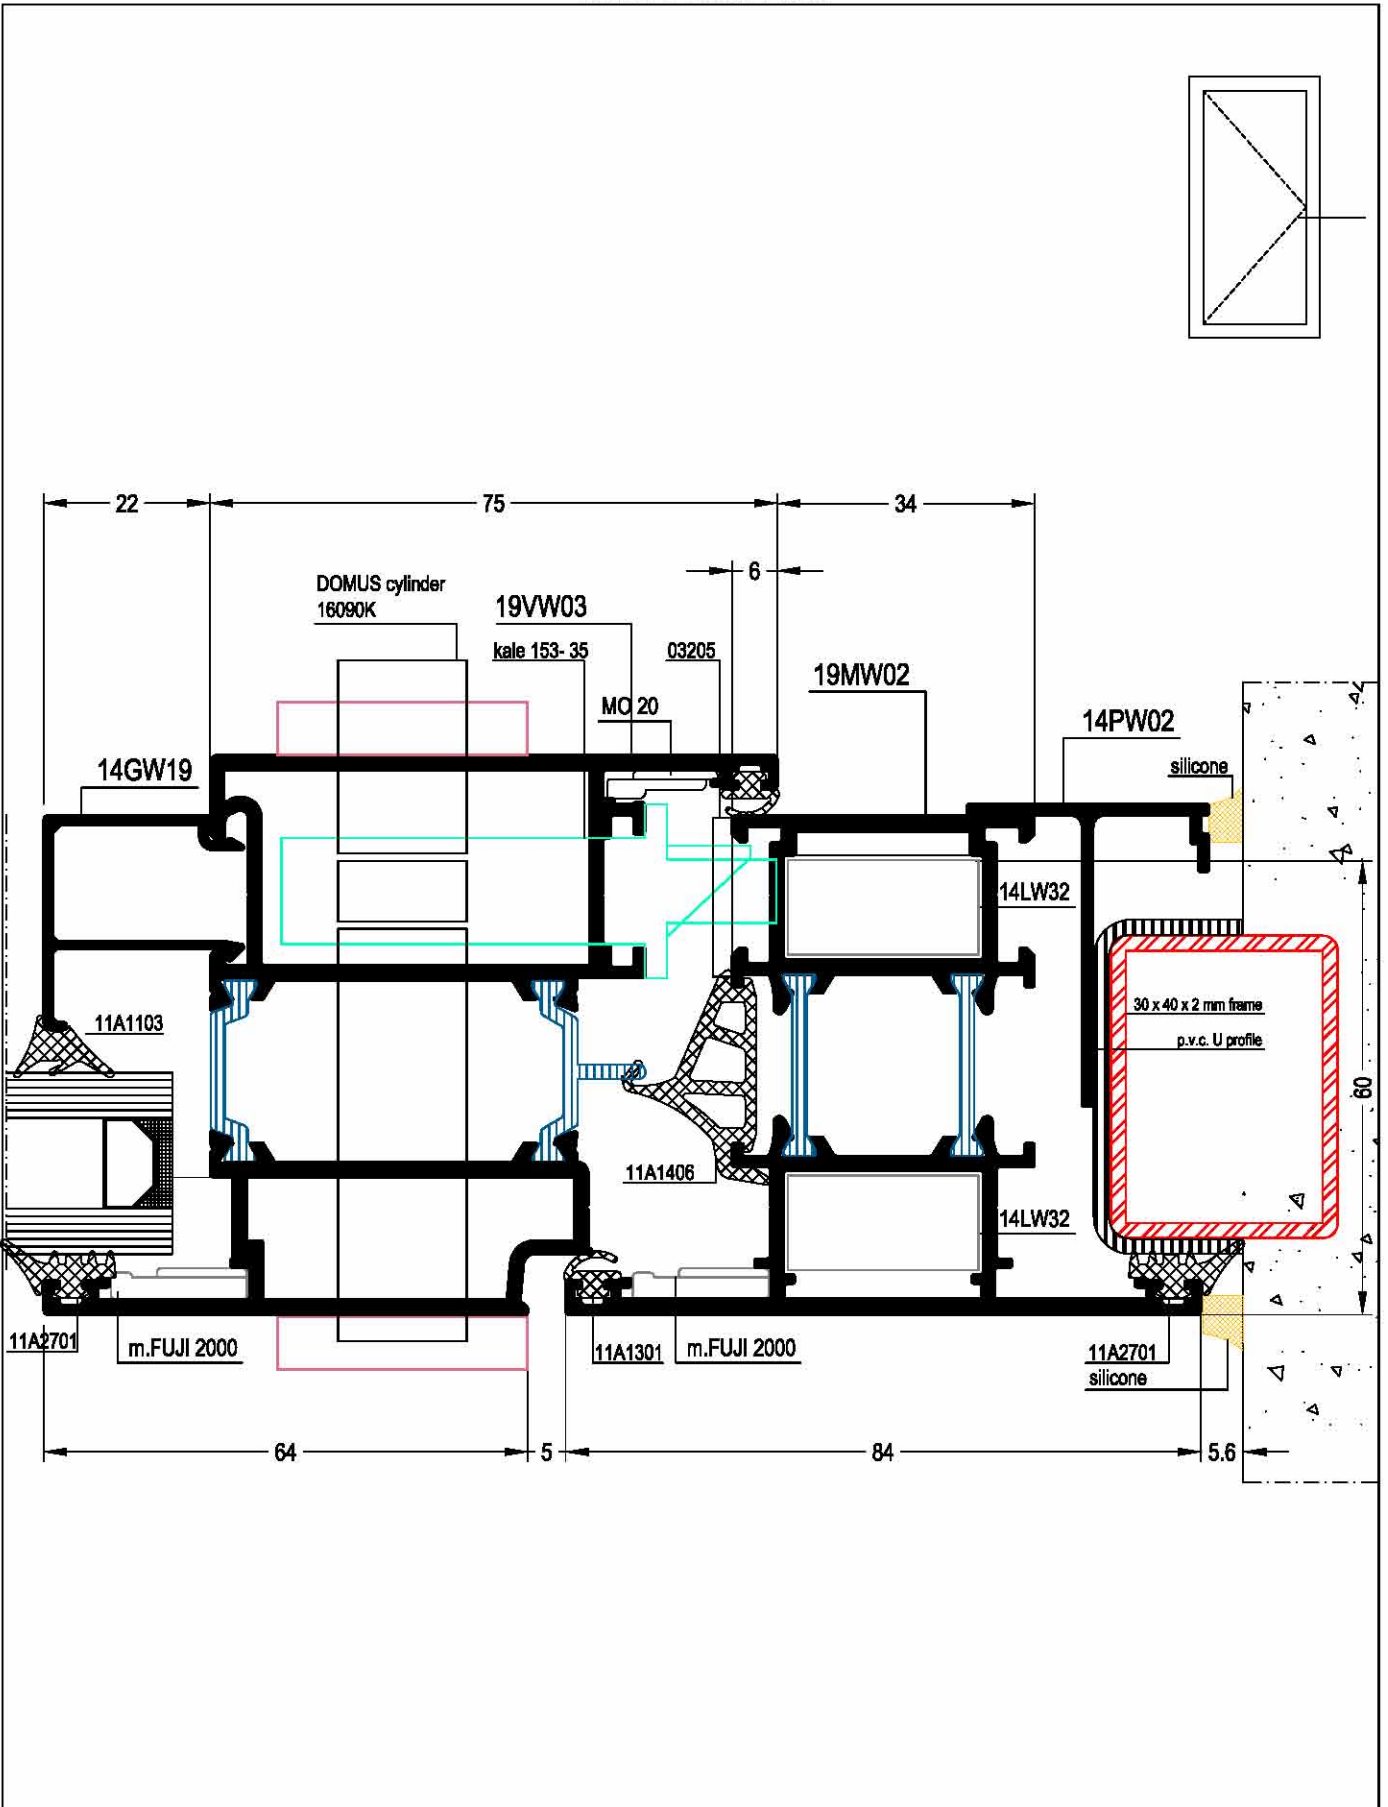 22
75
34
6
DOMUS cylinder
16090K
19VW03
kale 153- 35
03205
MO 20
19MW02
14PW02
silicone
14GW19
14LW32
11A1103
30 x 40 x 2 mm frame
p.v.c. U profile
60
11A1406
14LW32
11A2701
m.FUJI 2000
11A1301
m.FUJI 2000
11A2701
silicone
64
5
84
5.6